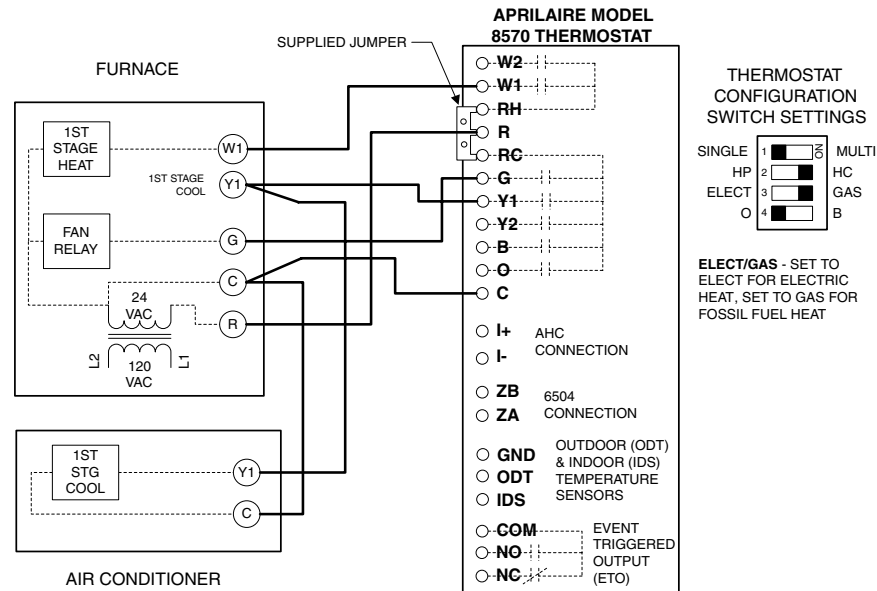 APRILAIRE MODEL
8570 THERMOSTAT
SUPPLIED JUMPER
FURNACE
1ST
STAGE
HEAT
W1
1ST STAGE
COOL
Y1
FAN
RELAY
G
C
24
VAC
R
L2
L1
120
VAC
1ST
STG
COOL
Y1
C
AIR CONDITIONER
W2
W1
RH
R
RC
G
Y1
Y2
B
O
C
I+
I-
AHC
CONNECTION
ZB
ZA
6504
CONNECTION
GND
ODT
IDS
OUTDOOR (ODT)
& INDOOR (IDS)
TEMPERATURE
SENSORS
COM
NO
NC
EVENT
TRIGGERED
OUTPUT
(ETO)
THERMOSTAT
CONFIGURATION
SWITCH SETTINGS
SINGLE 1 ON MULTI
HP 2 HC
ELECT 3 GAS
O 4 B
ELECT/GAS - SET TO
ELECT FOR ELECTRIC
HEAT, SET TO GAS FOR
FOSSIL FUEL HEAT